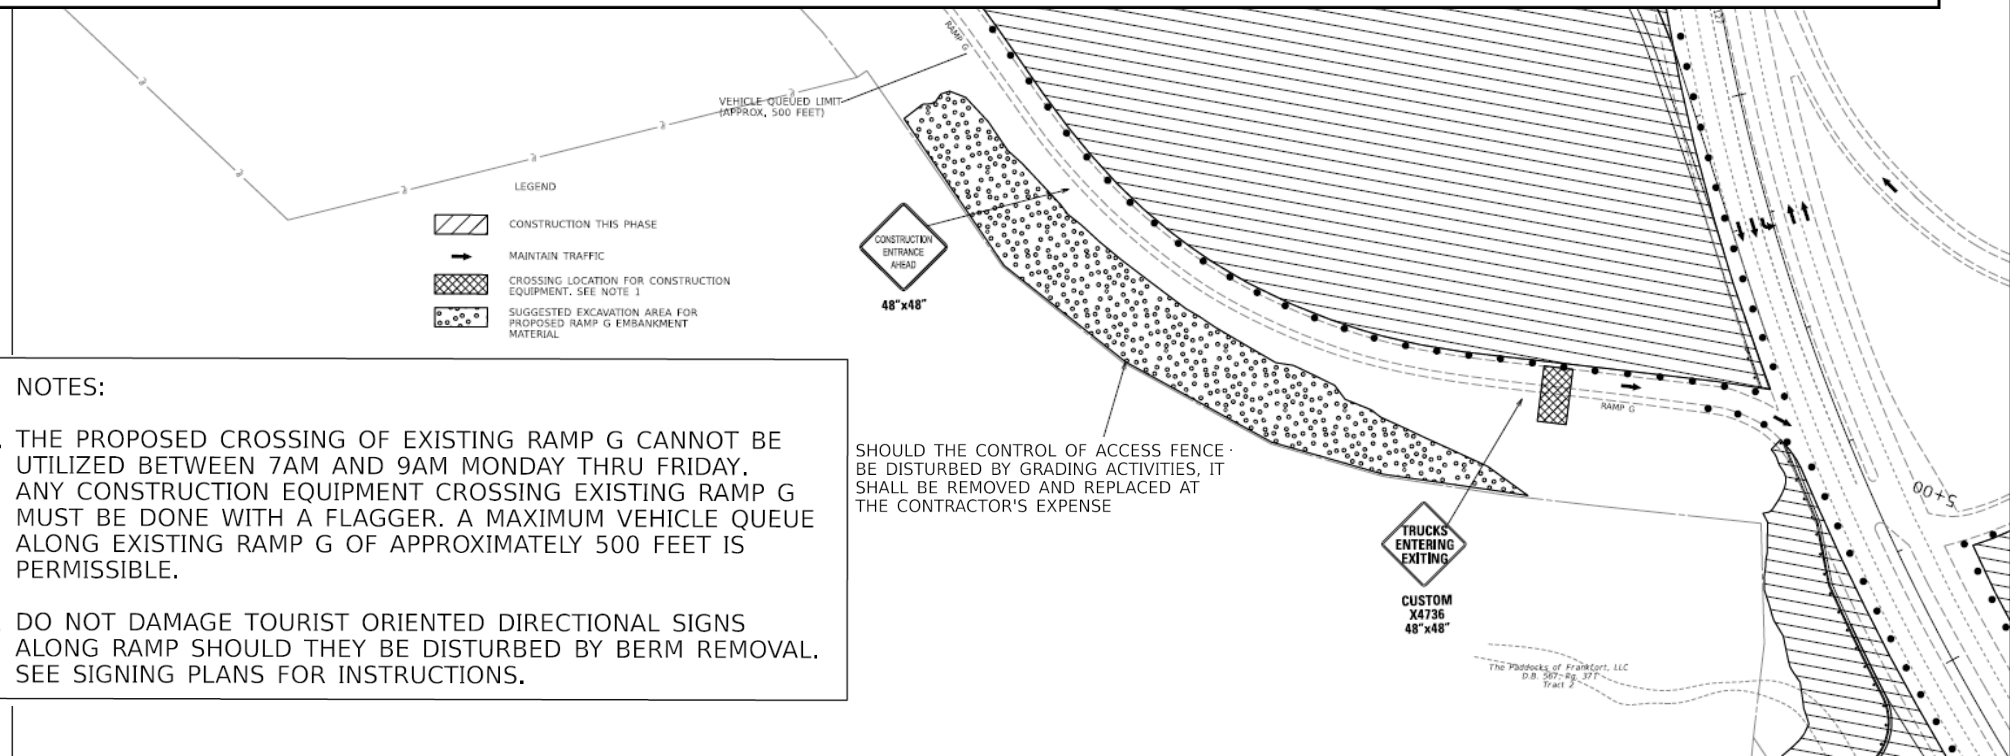 RAMP G
VEHICLE QUEUED LIMIT
(APPROX, 500 FEET)
LEGEND
CONSTRUCTION THIS PHASE
MAINTAIN TRAFFIC
CROSSING LOCATION FOR CONSTRUCTION
EQUIPMENT. SEE NOTE 1
SUGGESTED EXCAVATION AREA FOR
PROPOSED RAMP G EMBANKMENT
MATERIAL
CONSTRUCTION
ENTRANCE
AHEAD
48"x48"
NOTES:
THE PROPOSED CROSSING OF EXISTING RAMP G CANNOT BE
UTILIZED BETWEEN 7AM AND 9AM MONDAY THRU FRIDAY.
ANY CONSTRUCTION EQUIPMENT CROSSING EXISTING RAMP G
MUST BE DONE WITH A FLAGGER. A MAXIMUM VEHICLE QUEUE
ALONG EXISTING RAMP G OF APPROXIMATELY 500 FEET IS
PERMISSIBLE.
DO NOT DAMAGE TOURIST ORIENTED DIRECTIONAL SIGNS
ALONG RAMP SHOULD THEY BE DISTURBED BY BERM REMOVAL.
SEE SIGNING PLANS FOR INSTRUCTIONS.
SHOULD THE CONTROL OF ACCESS FENCE
BE DISTURBED BY GRADING ACTIVITIES, IT
SHALL BE REMOVED AND REPLACED AT
THE CONTRACTOR'S EXPENSE
RAMP G
TRUCKS
ENTERING
EXITING
CUSTOM
X4736
48"x48"
5+00
The Paddocks of Frankfort, LLC
D.B. 567; Pg. 371
Tract 2